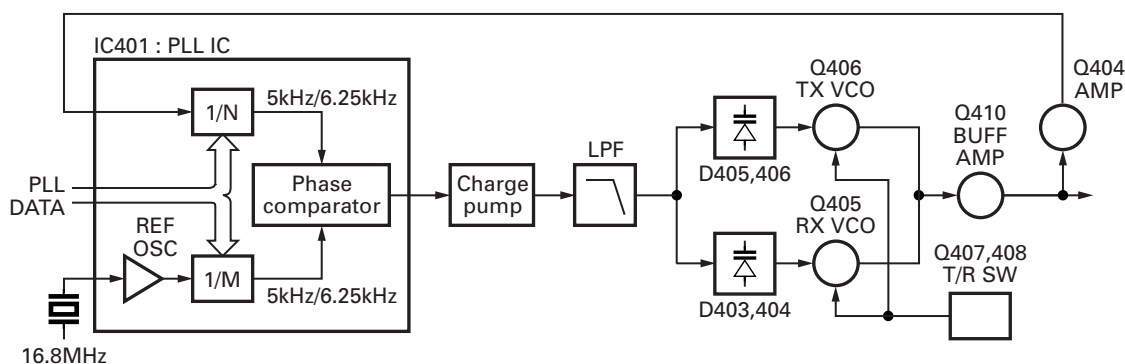 IC401 : PLL IC
1/N
5kHz/6.25kHz
PLL
DATA
REF
OSC
1/M
5kHz/6.25kHz
16.8MHz
Phase
comparator
Charge
pump
LPF
D405,406
D403,404
Q406
TX VCO
Q405
RX VCO
Q410
BUFF
AMP
Q404
AMP
Q407,408
T/R SW